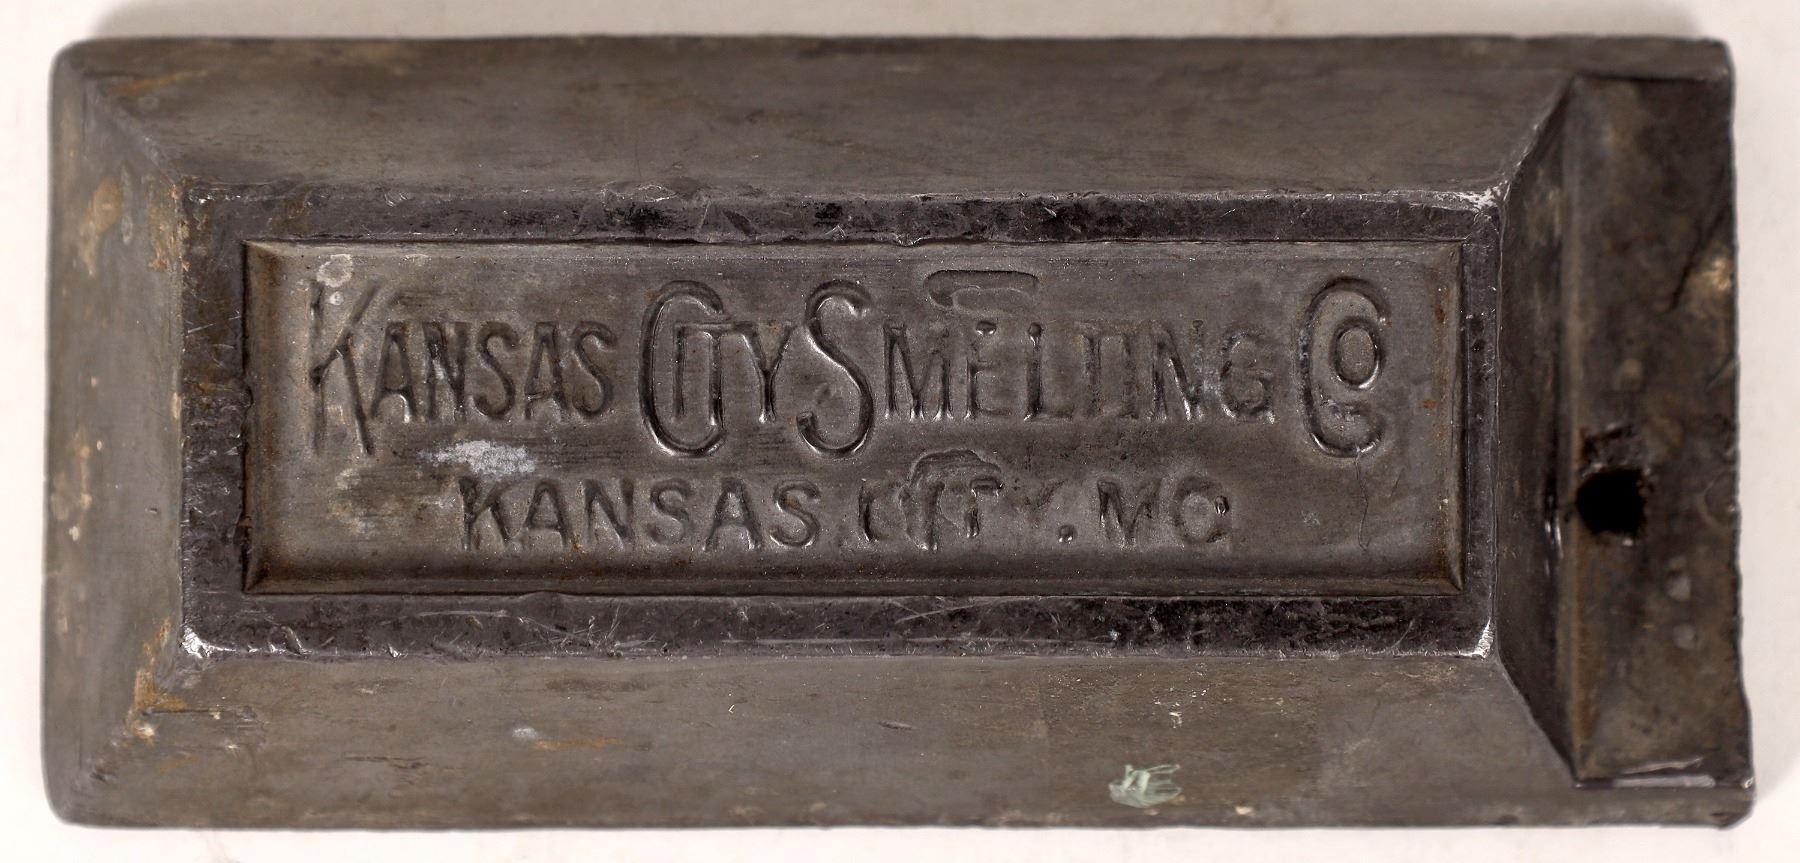 KANSAS CITY SMELTING CO
KANSAS CITY. MO